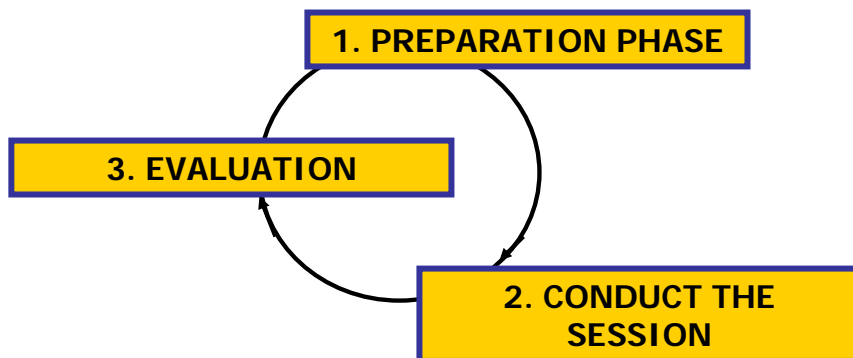 1. PREPARATION PHASE
3. EVALUATION
2. CONDUCT THE
SESSION